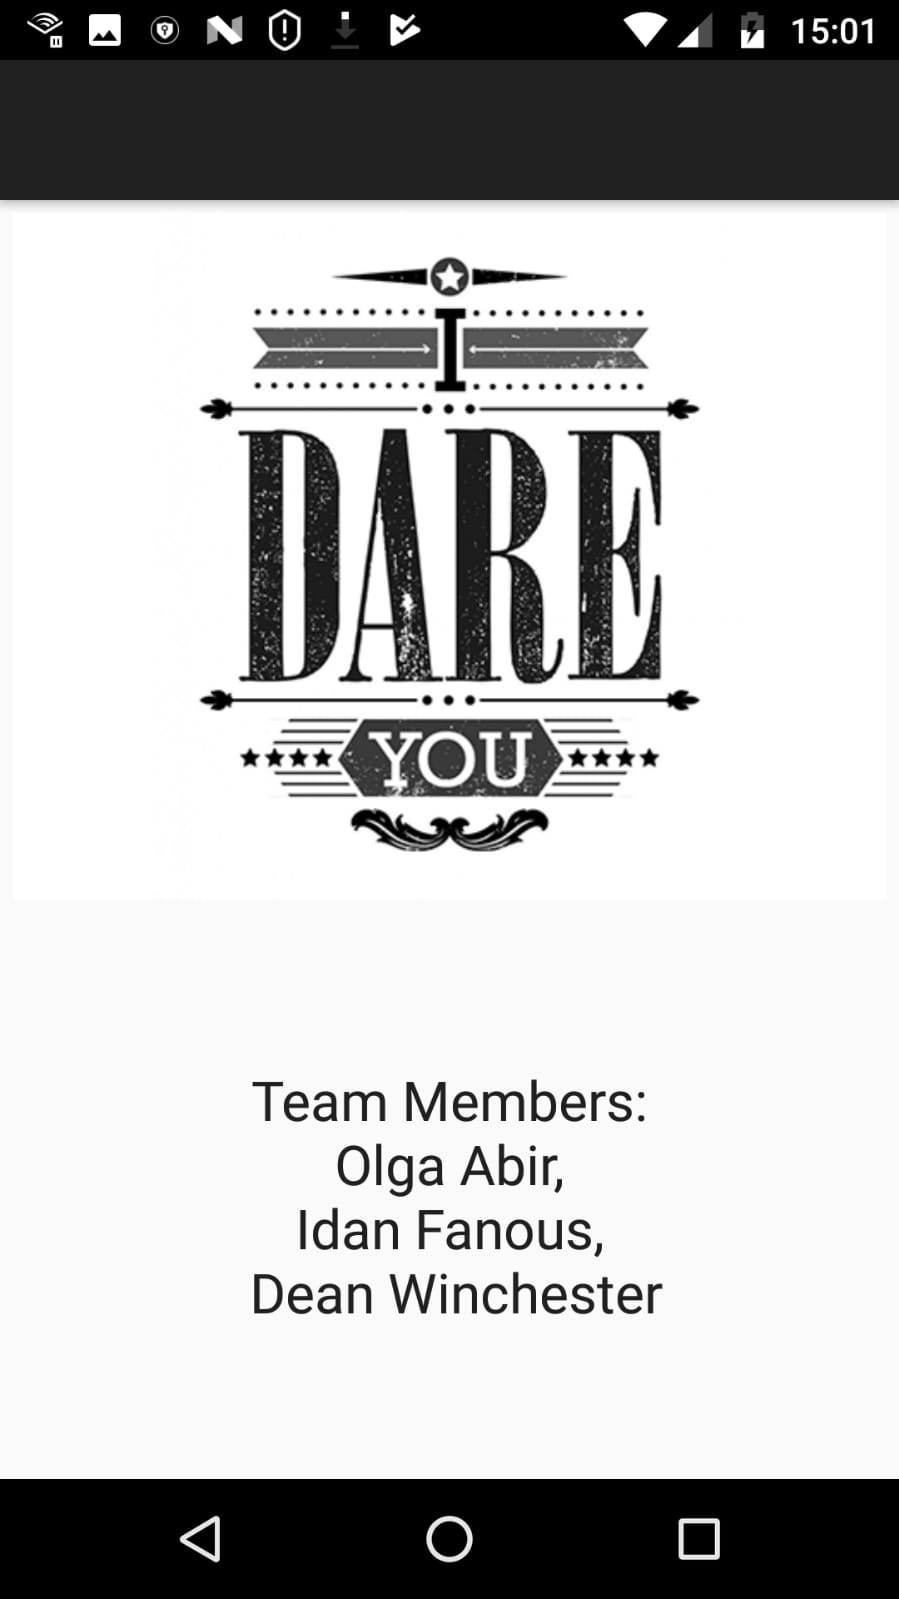 15:01
I
DARE
YOU
Team Members:
Olga Abir,
Idan Fanous,
Dean Winchester